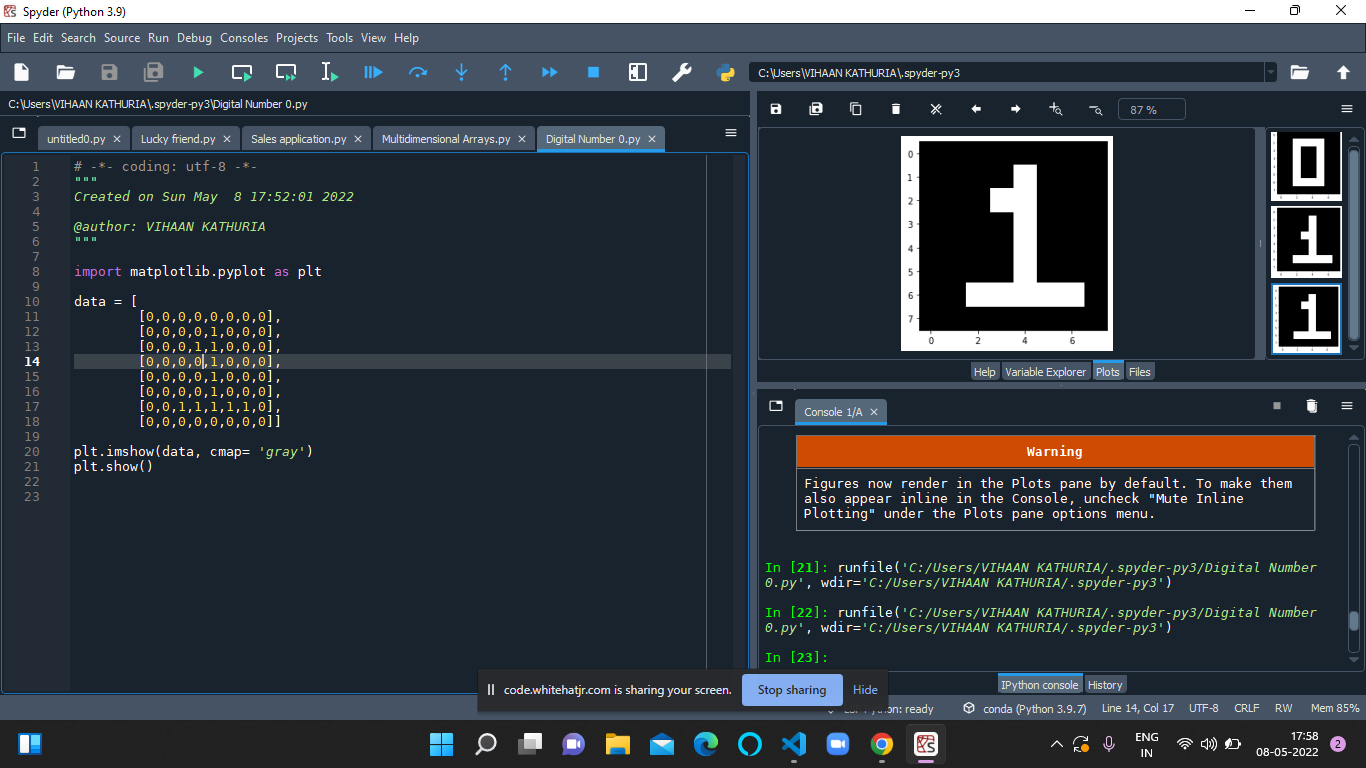 Spyder (Python 3.9)
File Edit Search Source Run Debug Consoles Projects Tools View Help
C:\Users\VIHAAN KATHURIA\.spyder-py3
C:\Users\VIHAAN KATHURIA\.spyder-py3\Digital Number 0.py
untitled0.py Lucky friend.py Sales application.py Multidimensional Arrays.py Digital Number 0.py
1 # -*- coding: utf-8 -*-
2 """
3 Created on Sun May  8 17:52:01 2022
4
5 @author: VIHAAN KATHURIA
6 """
7
8 import matplotlib.pyplot as plt
9
10 data = [
11 [0,0,0,0,0,0,0,0],
12 [0,0,0,0,1,0,0,0],
13 [0,0,0,1,1,0,0,0],
14 [0,0,0,0,1,0,0,0],
15 [0,0,0,0,1,0,0,0],
16 [0,0,0,0,1,0,0,0],
17 [0,0,1,1,1,1,1,0],
18 [0,0,0,0,0,0,0,0]]
19
20 plt.imshow(data, cmap= 'gray')
21 plt.show()
22
23
87 %
0
1
2
3
4
5
6
7
0 2 4 6
Help Variable Explorer Plots Files
Console 1/A
Warning
Figures now render in the Plots pane by default. To make them
also appear inline in the Console, uncheck "Mute Inline
Plotting" under the Plots pane options menu.
In [21]: runfile('C:/Users/VIHAAN KATHURIA/.spyder-py3/Digital Number
0.py', wdir='C:/Users/VIHAAN KATHURIA/.spyder-py3')
In [22]: runfile('C:/Users/VIHAAN KATHURIA/.spyder-py3/Digital Number
0.py', wdir='C:/Users/VIHAAN KATHURIA/.spyder-py3')
In [23]:
IPython console History
code.whitehatjr.com is sharing your screen. Stop sharing Hide
ready conda (Python 3.9.7) Line 14, Col 17 UTF-8 CRLF RW Mem 85%
ENG
IN
17:58
08-05-2022
2